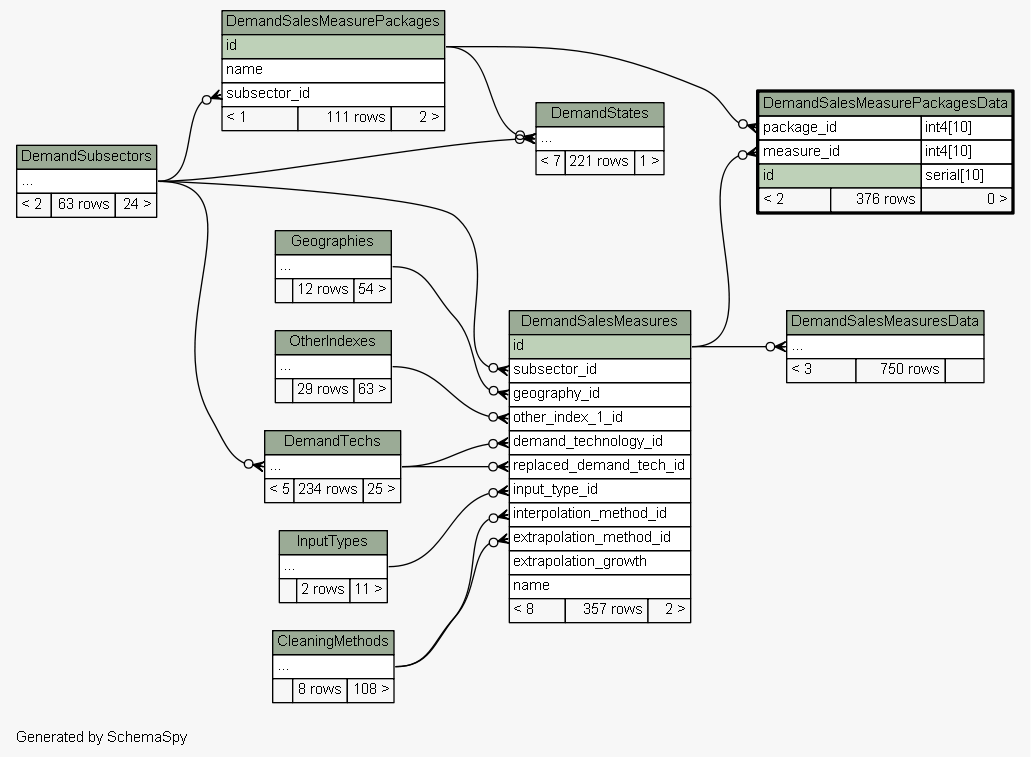 DemandSalesMeasurePackages
id
name
subsector_id
< 1 111 rows 2 >
DemandStates
...
< 7 221 rows 1 >
DemandSalesMeasurePackagesData
package_id int4[10]
measure_id int4[10]
id serial[10]
< 2 376 rows 0 >
DemandSubsectors
...
< 2 63 rows 24 >
Geographies
...
12 rows 54 >
OtherIndexes
...
29 rows 63 >
DemandTechs
...
< 5 234 rows 25 >
InputTypes
...
2 rows 11 >
CleaningMethods
...
8 rows 108 >
DemandSalesMeasures
id
subsector_id
geography_id
other_index_1_id
demand_technology_id
replaced_demand_tech_id
input_type_id
interpolation_method_id
extrapolation_method_id
extrapolation_growth
name
< 8 357 rows 2 >
DemandSalesMeasuresData
...
< 3 750 rows
Generated by SchemaSpy